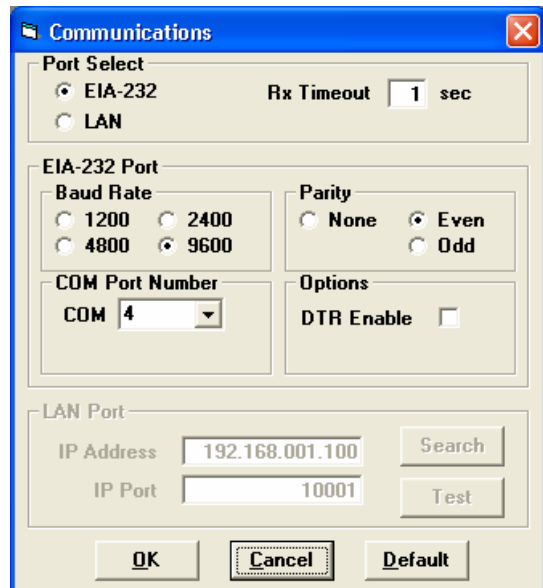 Communications
Port Select
EIA-232 Rx Timeout 1 sec
LAN
EIA-232 Port
Baud Rate Parity
1200 2400 None Even
4800 9600 Odd
COM Port Number Options
COM 4 DTR Enable
LAN Port
IP Address 192.168.001.100 Search
IP Port 10001 Test
OK Cancel Default